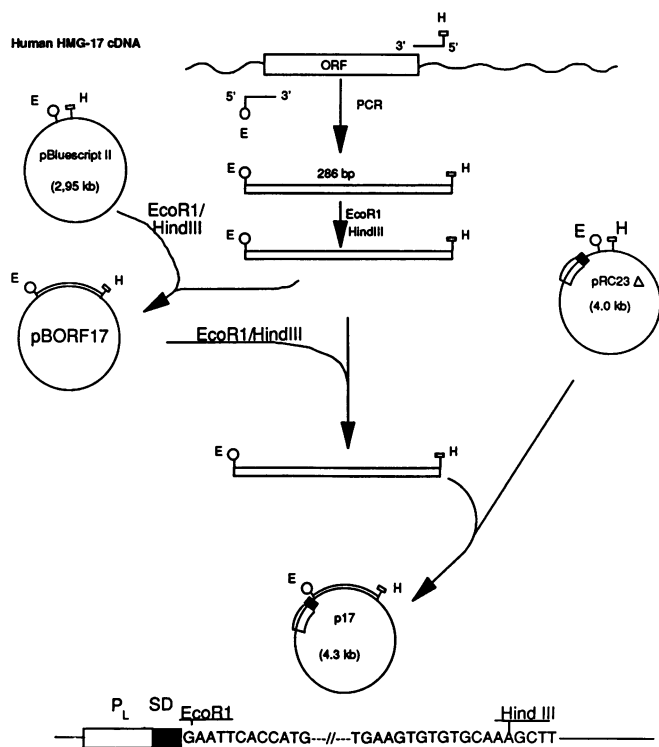 H
Human HMG-17 cDNA
3'
5'
ORF
E H
5' 3'
PCR
E
pBluescript II
(2,95 kb)
E 286 bp H
EcoR1/
HindIII
EcoR1
HindIII
E H
E H
E H
pRC23 Δ
(4.0 kb)
pBORF17
EcoR1/HindIII
E H
E H
p17
(4.3 kb)
PL SD EcoR1 Hind III
GAATTCACCATG---//---TGAAGTGTGTGCAAAGCTT